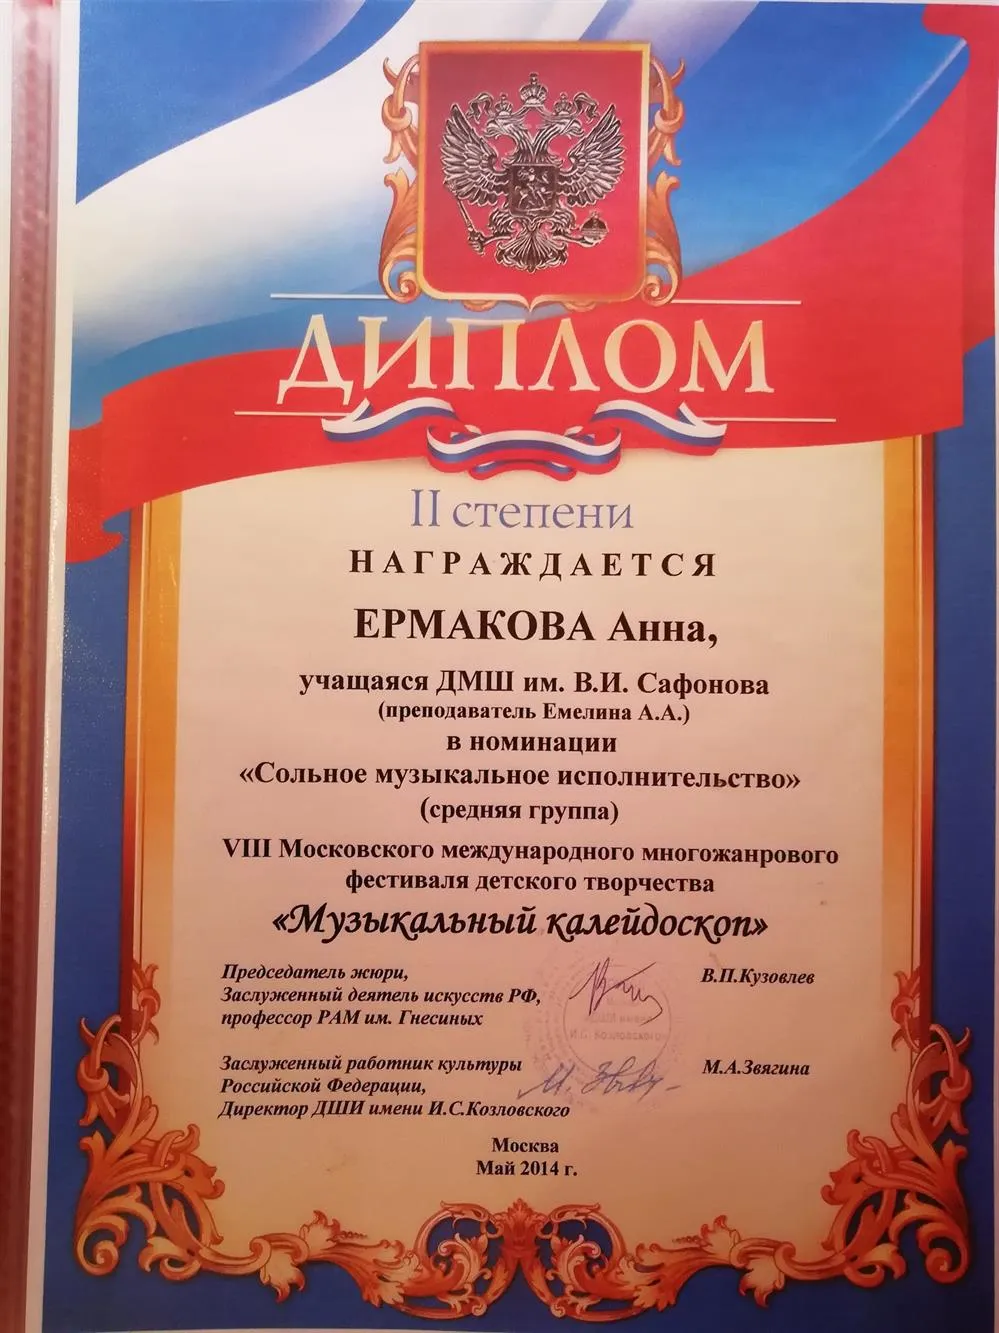 ДИПЛОМ
II степени
НАГРАЖДАЕТСЯ
ЕРМАКОВА Анна,
учащаяся ДМШ им. В.И. Сафонова
(преподаватель Емелина А.А.)
в номинации
«Сольное музыкальное исполнительство»
(средняя группа)
VIII Московского международного многожанрового
фестиваля детского творчества
«Музыкальный калейдоскоп»
Председатель жюри,
Заслуженный деятель искусств РФ,
профессор РАМ им. Гнесиных
В.П.Кузовлев
имени
И.С. Козловского
Заслуженный работник культуры
Российской Федерации,
Директор ДШИ имени И.С.Козловского
М.А.Звягина
Москва
Май 2014 г.